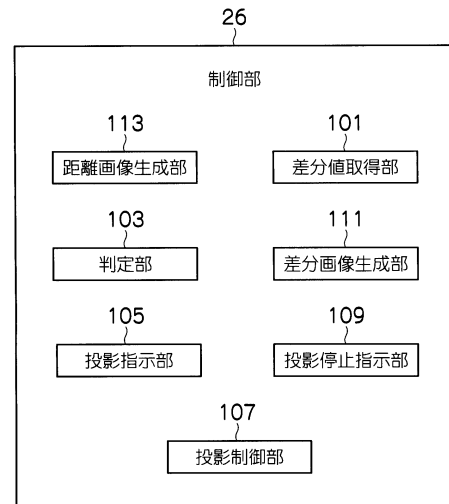 26
制御部
113
距離画像生成部
101
差分値取得部
103
判定部
111
差分画像生成部
105
投影指示部
109
投影停止指示部
107
投影制御部